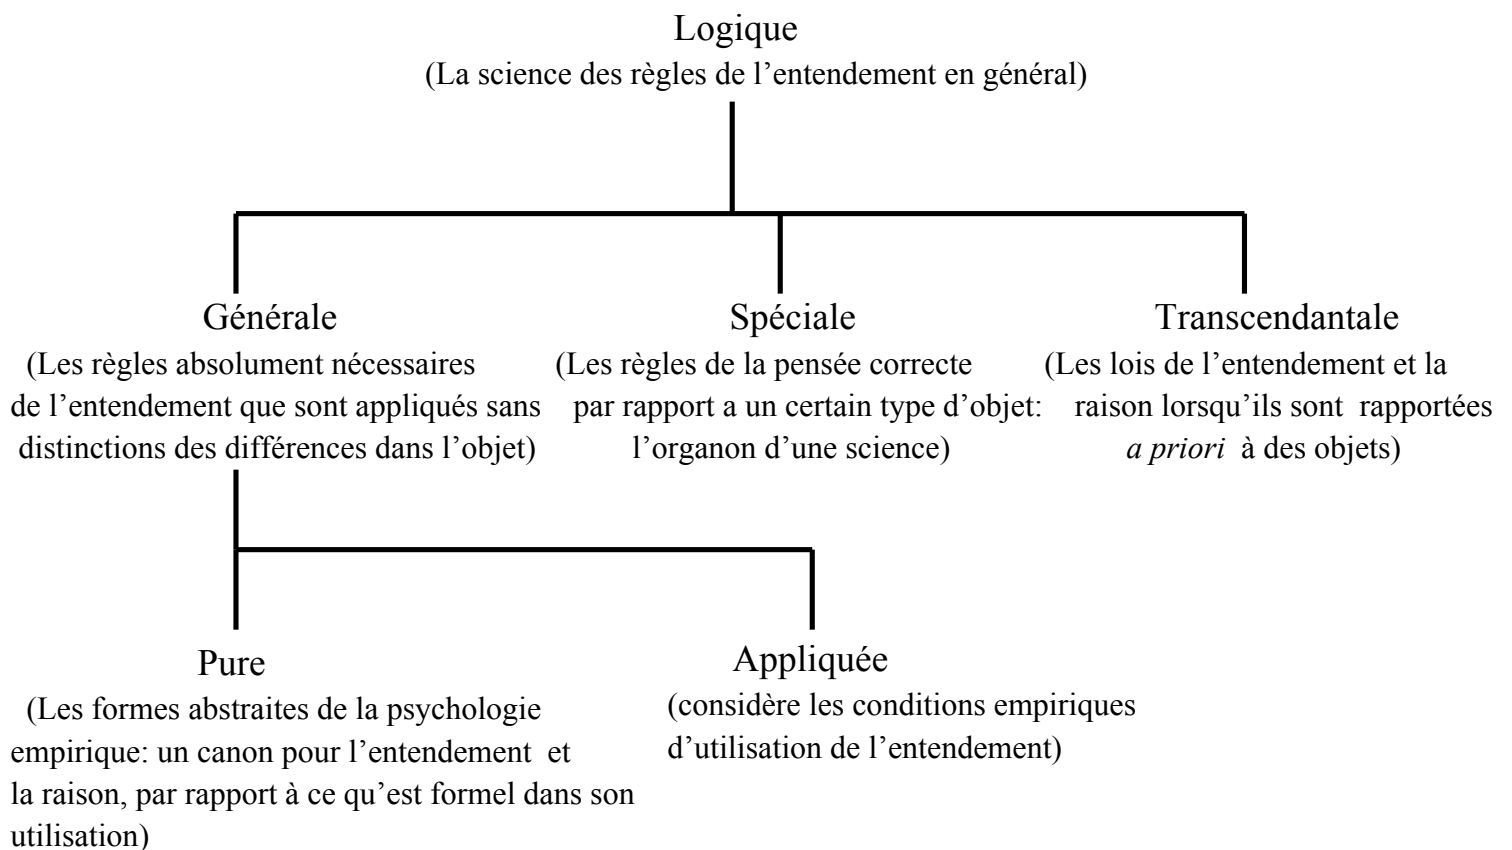 Logique
(La science des règles de l’entendement en général)
Générale
(Les règles absolument nécessaires
de l’entendement que sont appliqués sans
distinctions des différences dans l’objet)
Spéciale
(Les règles de la pensée correcte
par rapport a un certain type d’objet:
l’organon d’une science)
Transcendantale
(Les lois de l’entendement et la
raison lorsqu’ils sont rapportées
a priori à des objets)
Pure
(Les formes abstraites de la psychologie
empirique: un canon pour l’entendement et
la raison, par rapport à ce qu’est formel dans son
utilisation)
Appliquée
(considère les conditions empiriques
d’utilisation de l’entendement)